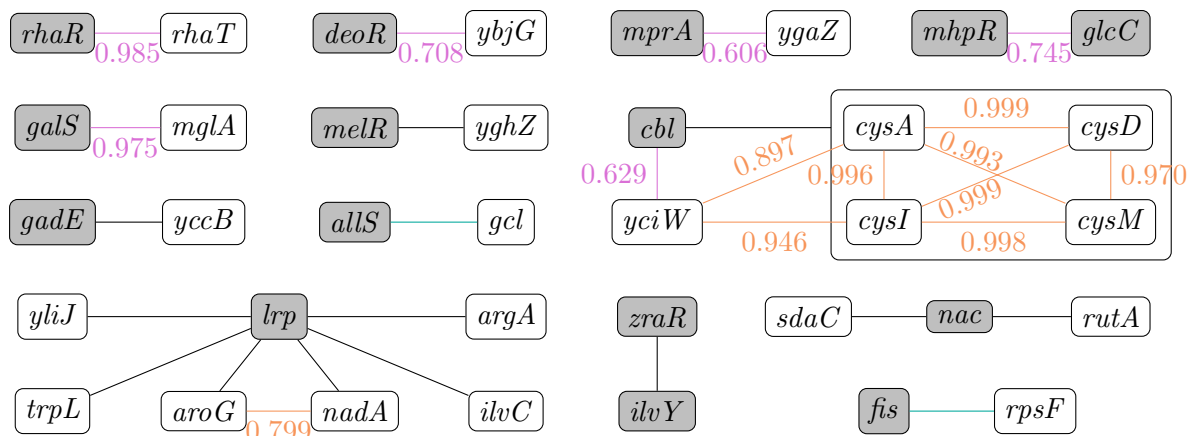 rhaR rhaT deoR ybjG mprA ygaZ mhpR glcC
0.985 0.708 0.606 0.745
galS mglA melR yghZ cbl cysA 0.999 cysD
0.975 0.897 0.993
0.629 0.996 0.970
0.999
gadE yccB allS gcl yciW cysI cysM
0.946 0.998
yliJ lrp argA zraR sdaC nac rutA
trpL aroG nadA ilvC ilvY fis rpsF
0.799